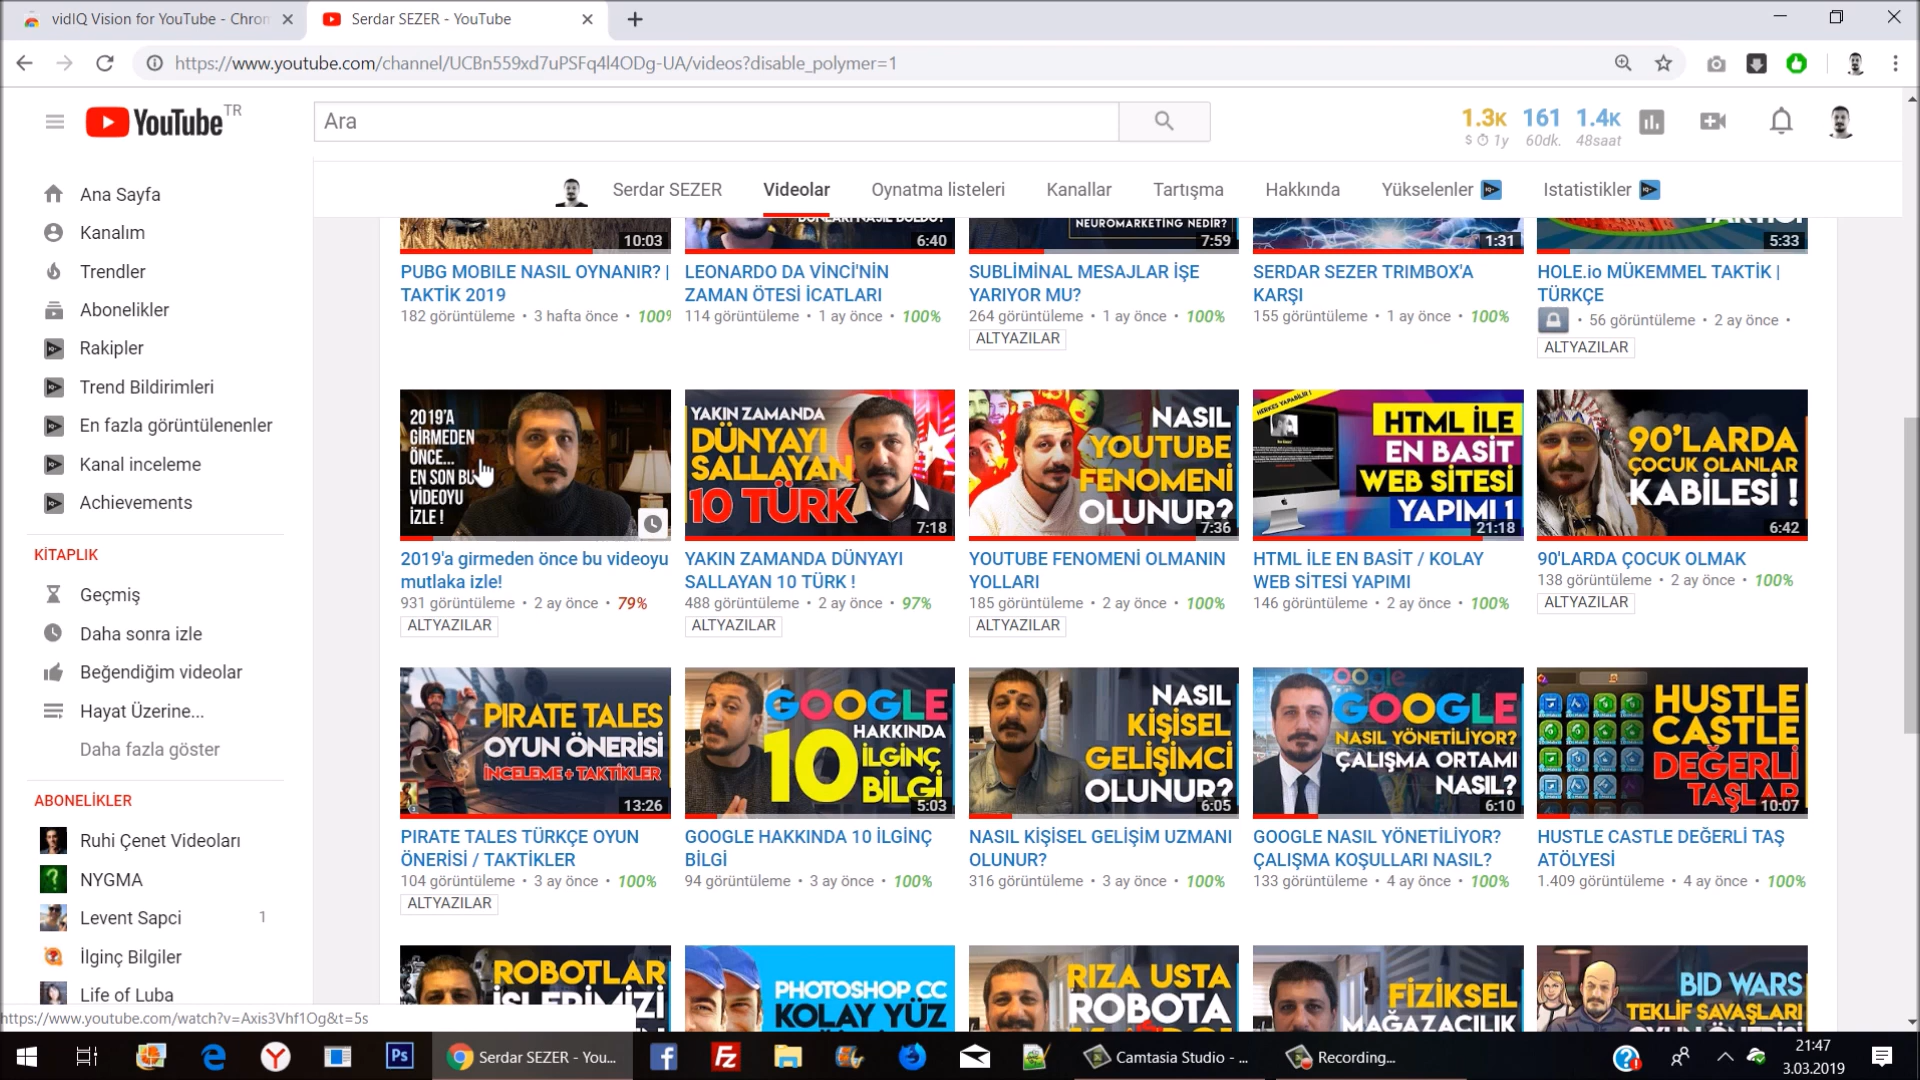 vidIQ Vision for YouTube - Chrom
Serdar SEZER - YouTube
https://www.youtube.com/channel/UCBn559xd7uPSFq4l4ODg-UA/videos?disable_polymer=1
YouTube TR
Ara
1.3K 161 1.4K
$ 1y 60dk. 48saat
Serdar SEZER Videolar Oynatma listeleri Kanallar Tartışma Hakkında Yükselenler Istatistikler
Ana Sayfa
Kanalım
Trendler
Abonelikler
Rakipler
Trend Bildirimleri
En fazla görüntülenenler
Kanal inceleme
Achievements
KİTAPLIK
Geçmiş
Daha sonra izle
Beğendiğim videolar
Hayat Üzerine...
Daha fazla göster
ABONELİKLER
Ruhi Çenet Videoları
NYGMA
Levent Sapci 1
İlginç Bilgiler
Life of Luba
10:03
PUBG MOBILE NASIL OYNANIR? |
TAKTİK 2019
182 görüntüleme • 3 hafta önce • 100%
6:40
LEONARDO DA VİNCİ'NİN
ZAMAN ÖTESİ İCATLARI
114 görüntüleme • 1 ay önce • 100%
NEUROMARKETING NEDİR?
7:59
SUBLİMİNAL MESAJLAR İŞE
YARIYOR MU?
264 görüntüleme • 1 ay önce • 100%
ALTYAZILAR
1:31
SERDAR SEZER TRIMBOX'A
KARŞI
155 görüntüleme • 1 ay önce • 100%
5:33
HOLE.io MÜKEMMEL TAKTİK |
TÜRKÇE
• 56 görüntüleme • 2 ay önce •
ALTYAZILAR
2019'A
GİRMEDEN
ÖNCE...
EN SON BU
VİDEOYU
İZLE !
2019'a girmeden önce bu videoyu
mutlaka izle!
931 görüntüleme • 2 ay önce • 79%
ALTYAZILAR
YAKIN ZAMANDA
DÜNYAYI
SALLAYAN
10 TÜRK
7:18
YAKIN ZAMANDA DÜNYAYI
SALLAYAN 10 TÜRK !
488 görüntüleme • 2 ay önce • 97%
ALTYAZILAR
NASIL
YOUTUBE
FENOMENİ
OLUNUR?
7:36
YOUTUBE FENOMENİ OLMANIN
YOLLARI
185 görüntüleme • 2 ay önce • 100%
ALTYAZILAR
HERKES YAPABİLİR !
HTML İLE
EN BASİT
WEB SİTESİ
YAPIMI 1
21:18
HTML İLE EN BASİT / KOLAY
WEB SİTESİ YAPIMI
146 görüntüleme • 2 ay önce • 100%
90'LARDA
ÇOCUK OLANLAR
KABİLESİ !
6:42
90'LARDA ÇOCUK OLMAK
138 görüntüleme • 2 ay önce • 100%
ALTYAZILAR
PIRATE TALES
OYUN ÖNERİSİ
İNCELEME + TAKTİKLER
13:26
PIRATE TALES TÜRKÇE OYUN
ÖNERİSİ / TAKTİKLER
104 görüntüleme • 3 ay önce • 100%
ALTYAZILAR
GOOGLE
HAKKINDA
10 İLGİNÇ
BİLGİ
5:03
GOOGLE HAKKINDA 10 İLGİNÇ
BİLGİ
94 görüntüleme • 3 ay önce • 100%
NASIL
KİŞİSEL
GELİŞİMCİ
OLUNUR?
6:05
NASIL KİŞİSEL GELİŞİM UZMANI
OLUNUR?
316 görüntüleme • 3 ay önce • 100%
GOOGLE
NASIL YÖNETİLİYOR?
ÇALIŞMA ORTAMI
NASIL?
6:10
GOOGLE NASIL YÖNETİLİYOR?
ÇALIŞMA KOŞULLARI NASIL?
133 görüntüleme • 4 ay önce • 100%
HUSTLE
CASTLE
DEĞERLİ
TAŞLAR
10:07
HUSTLE CASTLE DEĞERLİ TAŞ
ATÖLYESİ
1.409 görüntüleme • 4 ay önce • 100%
ROBOTLAR
İŞLERİMİZİ
PHOTOSHOP CC
KOLAY YÜZ
RIZA USTA
ROBOTA
FİZİKSEL
MAĞAZACILIK
BID WARS
TEKLİF SAVAŞLARI
OYUN ÖNERİSİ
https://www.youtube.com/watch?v=Axis3Vhf1Og&t=5s
Ps
Serdar SEZER - You...
Camtasia Studio - ...
Recording...
21:47
3.03.2019